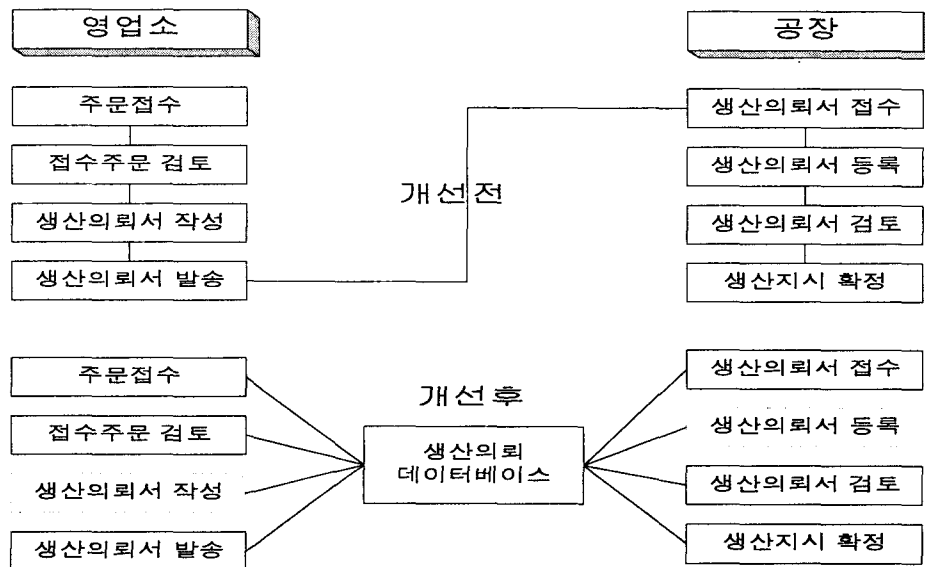 영업소
공장
주문접수
접수주문 검토
생산의뢰서 작성
생산의뢰서 발송
개선전
생산의뢰서 접수
생산의뢰서 등록
생산의뢰서 검토
생산지시 확정
주문접수
접수주문 검토
생산의뢰서 작성
생산의뢰서 발송
개선후
생산의뢰
데이터베이스
생산의뢰서 접수
생산의뢰서 등록
생산의뢰서 검토
생산지시 확정